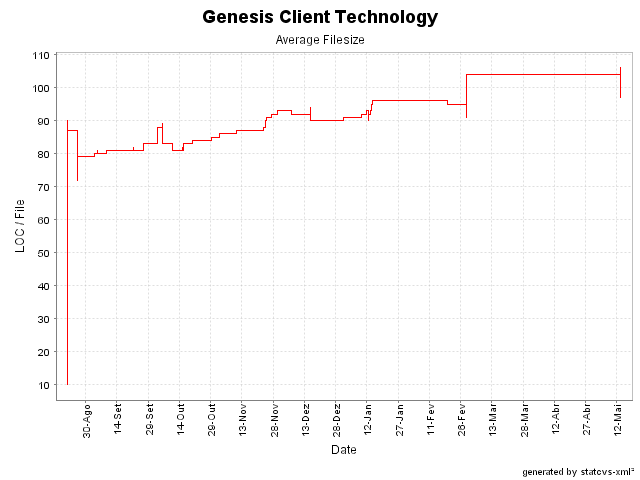 Genesis Client Technology
Average Filesize
110
100
90
80
70
60
50
40
30
20
10
LOC / File
30-Ago
14-Set
29-Set
14-Out
29-Out
13-Nov
28-Nov
13-Dez
28-Dez
12-Jan
27-Jan
11-Fev
26-Fev
13-Mar
28-Mar
12-Abr
27-Abr
12-Mai
Date
generated by statcvs-xml²